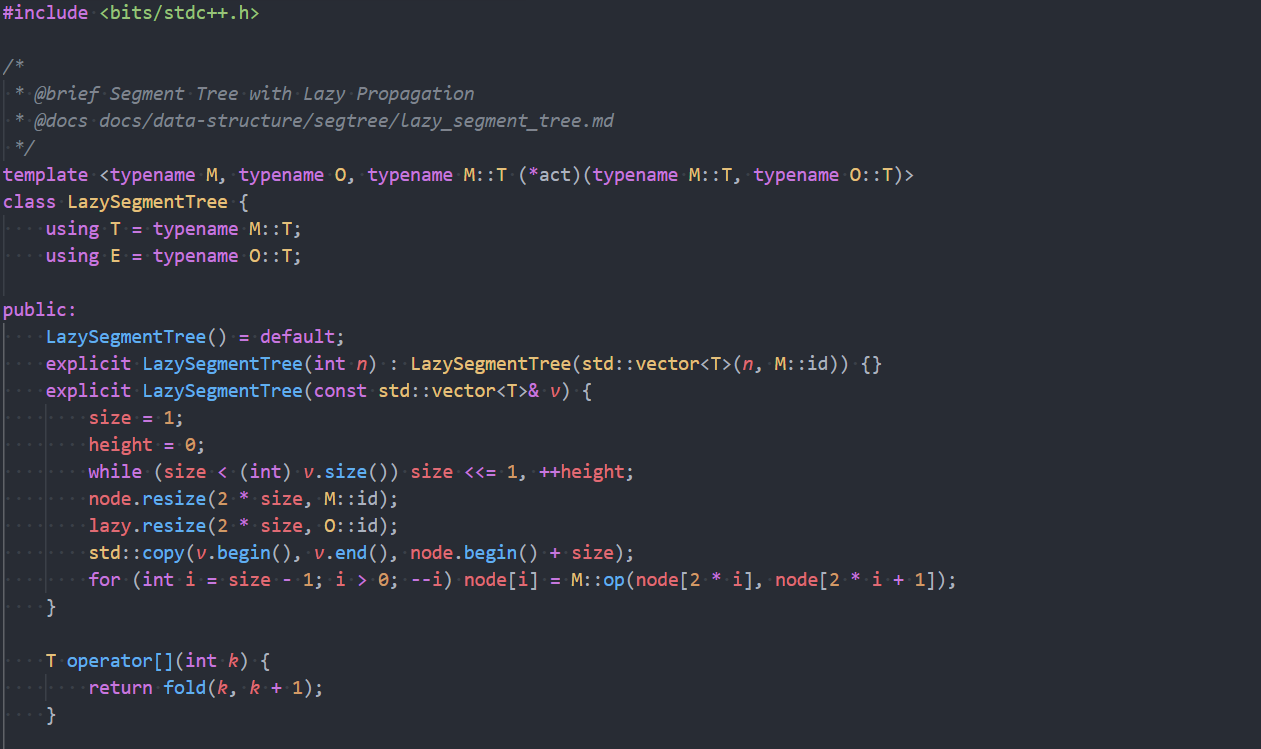 #include <bits/stdc++.h>

/*
 * @brief Segment Tree with Lazy Propagation
 * @docs docs/data-structure/segtree/lazy_segment_tree.md
 */
template <typename M, typename O, typename M::T (*act)(typename M::T, typename O::T)>
class LazySegmentTree {
    using T = typename M::T;
    using E = typename O::T;

public:
    LazySegmentTree() = default;
    explicit LazySegmentTree(int n) : LazySegmentTree(std::vector<T>(n, M::id)) {}
    explicit LazySegmentTree(const std::vector<T>& v) {
        size = 1;
        height = 0;
        while (size < (int) v.size()) size <<= 1, ++height;
        node.resize(2 * size, M::id);
        lazy.resize(2 * size, O::id);
        std::copy(v.begin(), v.end(), node.begin() + size);
        for (int i = size - 1; i > 0; --i) node[i] = M::op(node[2 * i], node[2 * i + 1]);
    }

    T operator[](int k) {
        return fold(k, k + 1);
    }